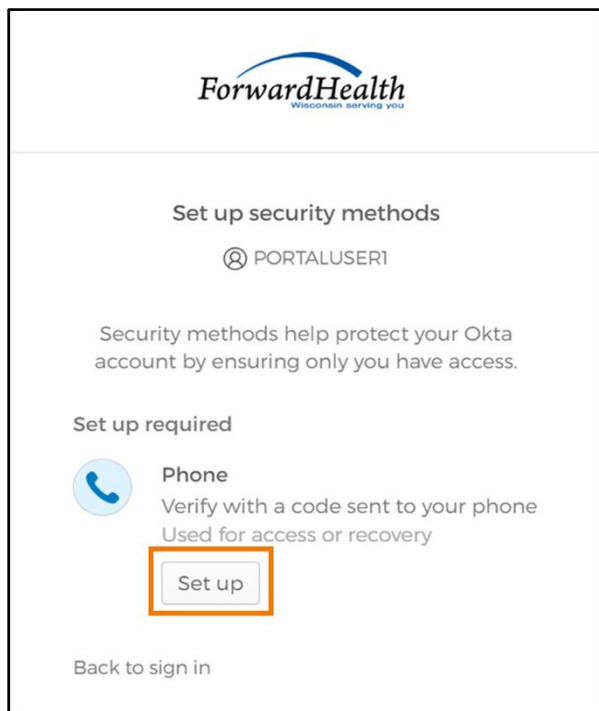 ForwardHealth
Wisconsin serving you
Set up security methods
PORTALUSER1
Security methods help protect your Okta
account by ensuring only you have access.
Set up required
Phone
Verify with a code sent to your phone
Used for access or recovery
Set up
Back to sign in